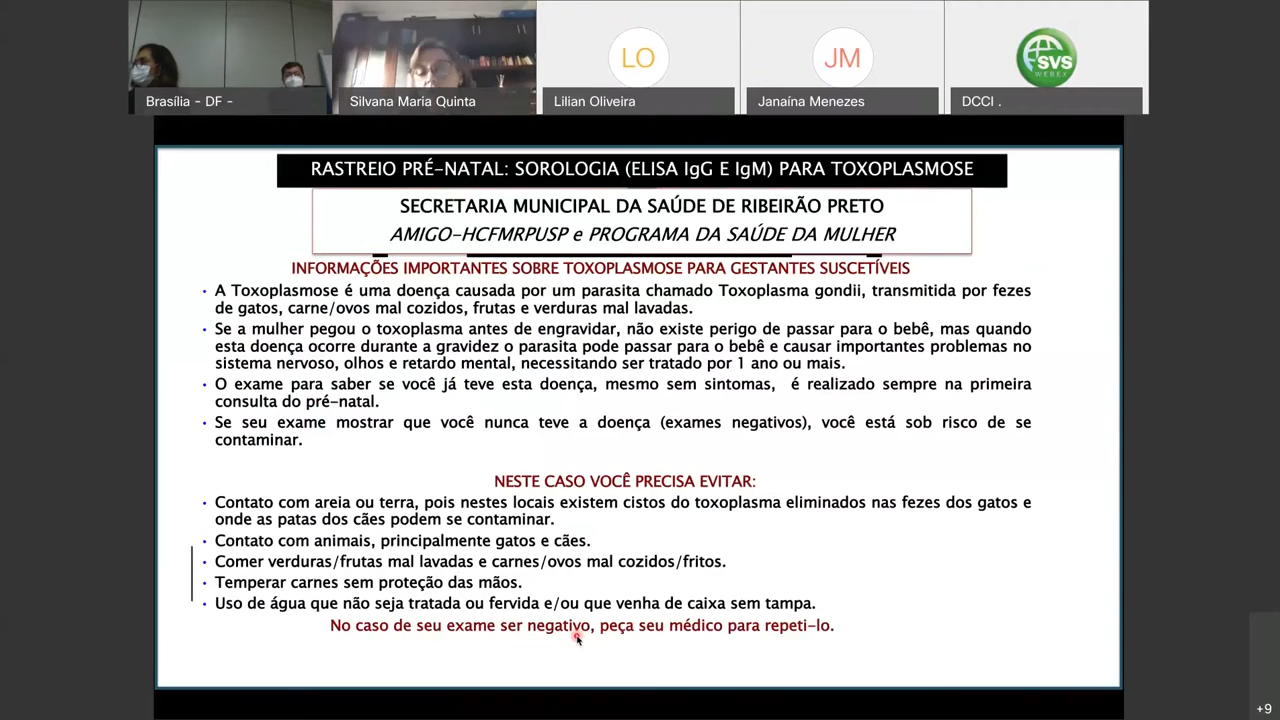 LO
JM
SVS
WEBEX
Brasília - DF -
Silvana Maria Quinta
Lilian Oliveira
Janaína Menezes
DCCI .
RASTREIO PRÉ-NATAL: SOROLOGIA (ELISA IgG E IgM) PARA TOXOPLASMOSE
SECRETARIA MUNICIPAL DA SAÚDE DE RIBEIRÃO PRETO
AMIGO-HCFMRPUSP e PROGRAMA DA SAÚDE DA MULHER
INFORMAÇÕES IMPORTANTES SOBRE TOXOPLASMOSE PARA GESTANTES SUSCETÍVEIS
• A Toxoplasmose é uma doença causada por um parasita chamado Toxoplasma gondii, transmitida por fezes
de gatos, carne/ovos mal cozidos, frutas e verduras mal lavadas.
• Se a mulher pegou o toxoplasma antes de engravidar, não existe perigo de passar para o bebê, mas quando
esta doença ocorre durante a gravidez o parasita pode passar para o bebê e causar importantes problemas no
sistema nervoso, olhos e retardo mental, necessitando ser tratado por 1 ano ou mais.
• O exame para saber se você já teve esta doença, mesmo sem sintomas, é realizado sempre na primeira
consulta do pré-natal.
• Se seu exame mostrar que você nunca teve a doença (exames negativos), você está sob risco de se
contaminar.
NESTE CASO VOCÊ PRECISA EVITAR:
• Contato com areia ou terra, pois nestes locais existem cistos do toxoplasma eliminados nas fezes dos gatos e
onde as patas dos cães podem se contaminar.
• Contato com animais, principalmente gatos e cães.
• Comer verduras/frutas mal lavadas e carnes/ovos mal cozidos/fritos.
• Temperar carnes sem proteção das mãos.
• Uso de água que não seja tratada ou fervida e/ou que venha de caixa sem tampa.
No caso de seu exame ser negativo, peça seu médico para repeti-lo.
+9